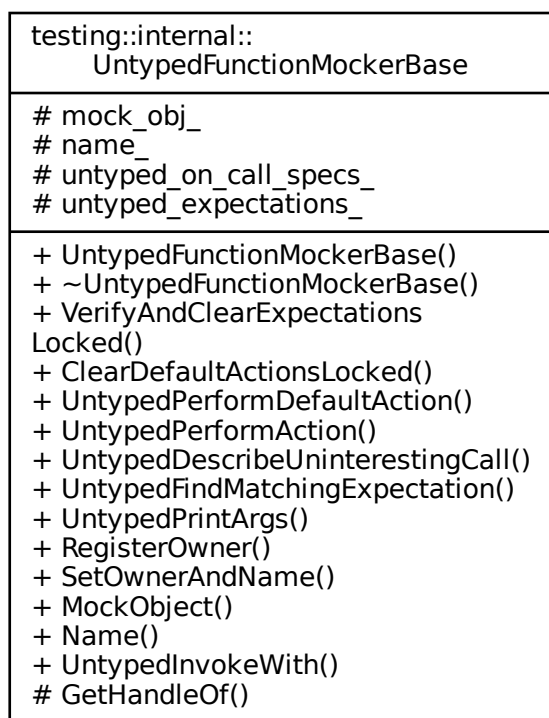 testing::internal::
UntypedFunctionMockerBase
# mock_obj_
# name_
# untyped_on_call_specs_
# untyped_expectations_
+ UntypedFunctionMockerBase()
+ ~UntypedFunctionMockerBase()
+ VerifyAndClearExpectations
Locked()
+ ClearDefaultActionsLocked()
+ UntypedPerformDefaultAction()
+ UntypedPerformAction()
+ UntypedDescribeUninterestingCall()
+ UntypedFindMatchingExpectation()
+ UntypedPrintArgs()
+ RegisterOwner()
+ SetOwnerAndName()
+ MockObject()
+ Name()
+ UntypedInvokeWith()
# GetHandleOf()